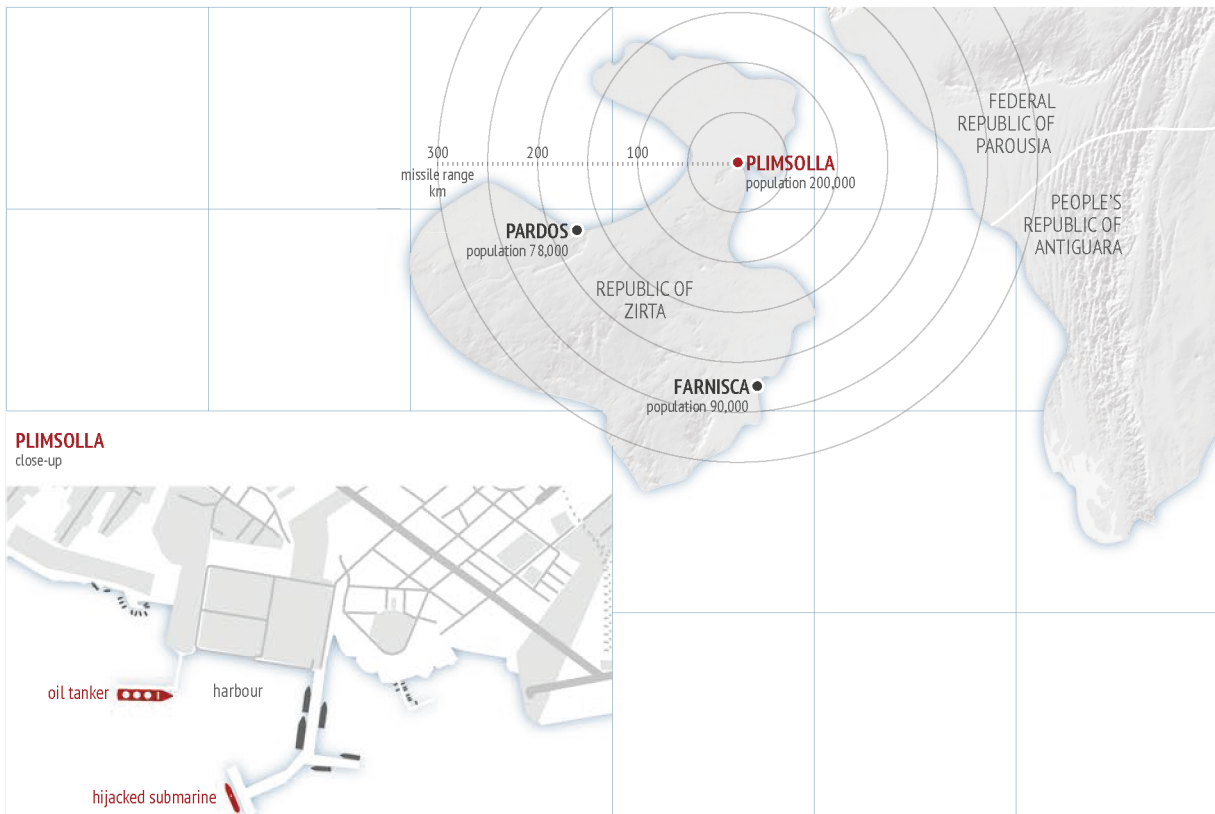 FEDERAL
REPUBLIC OF
PAROUSIA
300
200
100
missile range
km
PLIMSOLLA
population 200,000
PEOPLE'S
REPUBLIC OF
ANTIGUARA
PARDOS
population 78,000
REPUBLIC OF
ZIRTA
FARNISCA
population 90,000
PLIMSOLLA
close-up
oil tanker
harbour
hijacked submarine